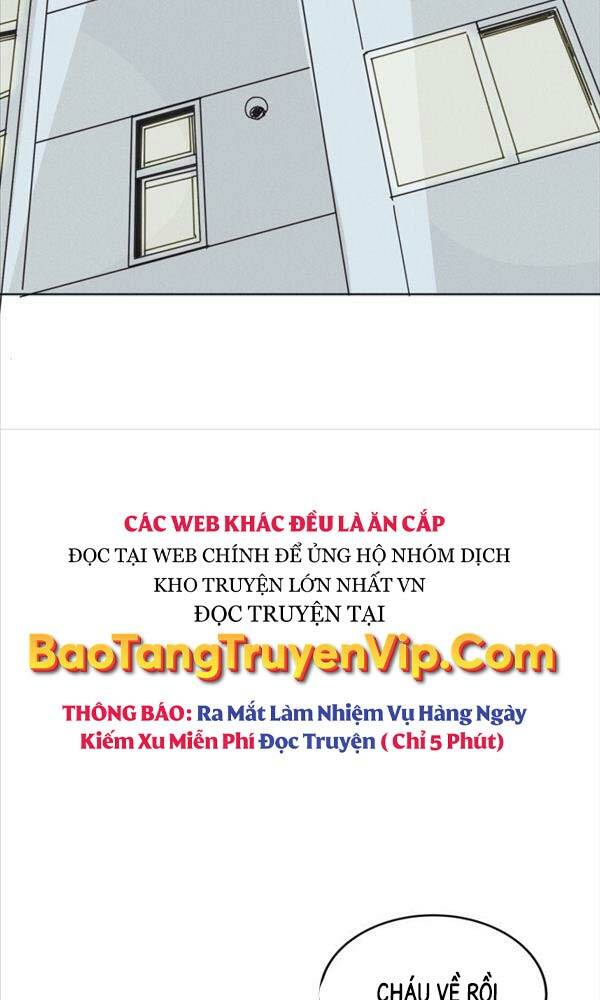 CÁC WEB KHÁC ĐỀU LÀ ĂN CẮP
ĐỌC TẠI WEB CHÍNH ĐỂ ỦNG HỘ NHÓM DỊCH
KHO TRUYỆN LỚN NHẤT VN
ĐỌC TRUYỆN TẠI
BaoTangTruyenVip.Com
THÔNG BÁO: Ra Mắt Làm Nhiệm Vụ Hàng Ngày
Kiếm Xu Miễn Phí Đọc Truyện ( Chỉ 5 Phút)
CHÁU VỀ RỒI